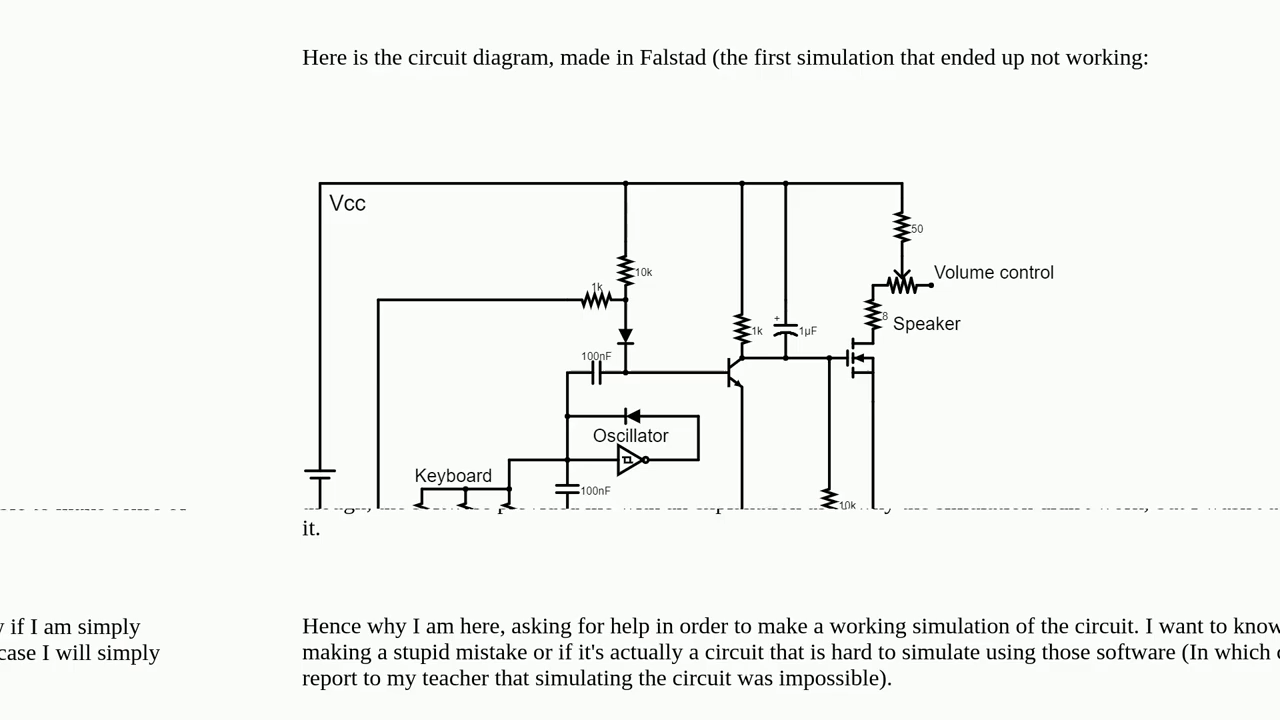 Here is the circuit diagram, made in Falstad (the first simulation that ended up not working:
Vcc
50
10k
Volume control
1k
8
Speaker
1k
+
1µF
100nF
Oscillator
Keyboard
100nF
10k
it.
if I am simply
Hence why I am here, asking for help in order to make a working simulation of the circuit. I want to know
case I will simply
making a stupid mistake or if it's actually a circuit that is hard to simulate using those software (In which
report to my teacher that simulating the circuit was impossible).